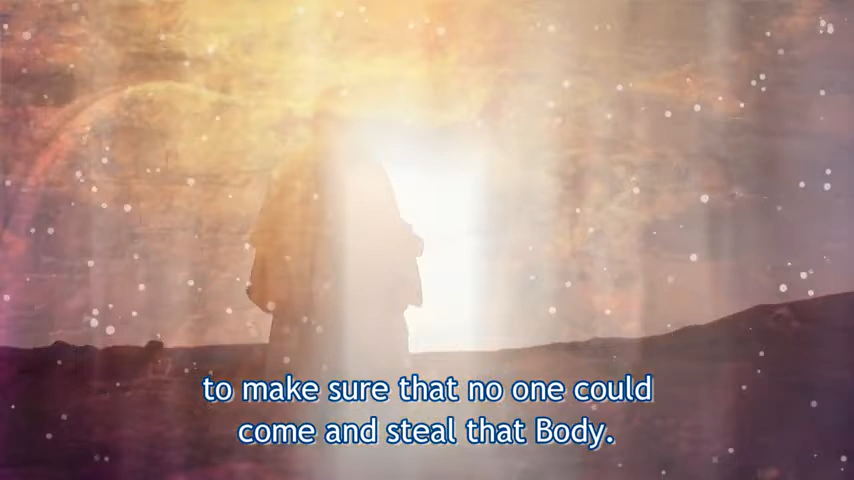 to make sure that no one could
come and steal that Body.